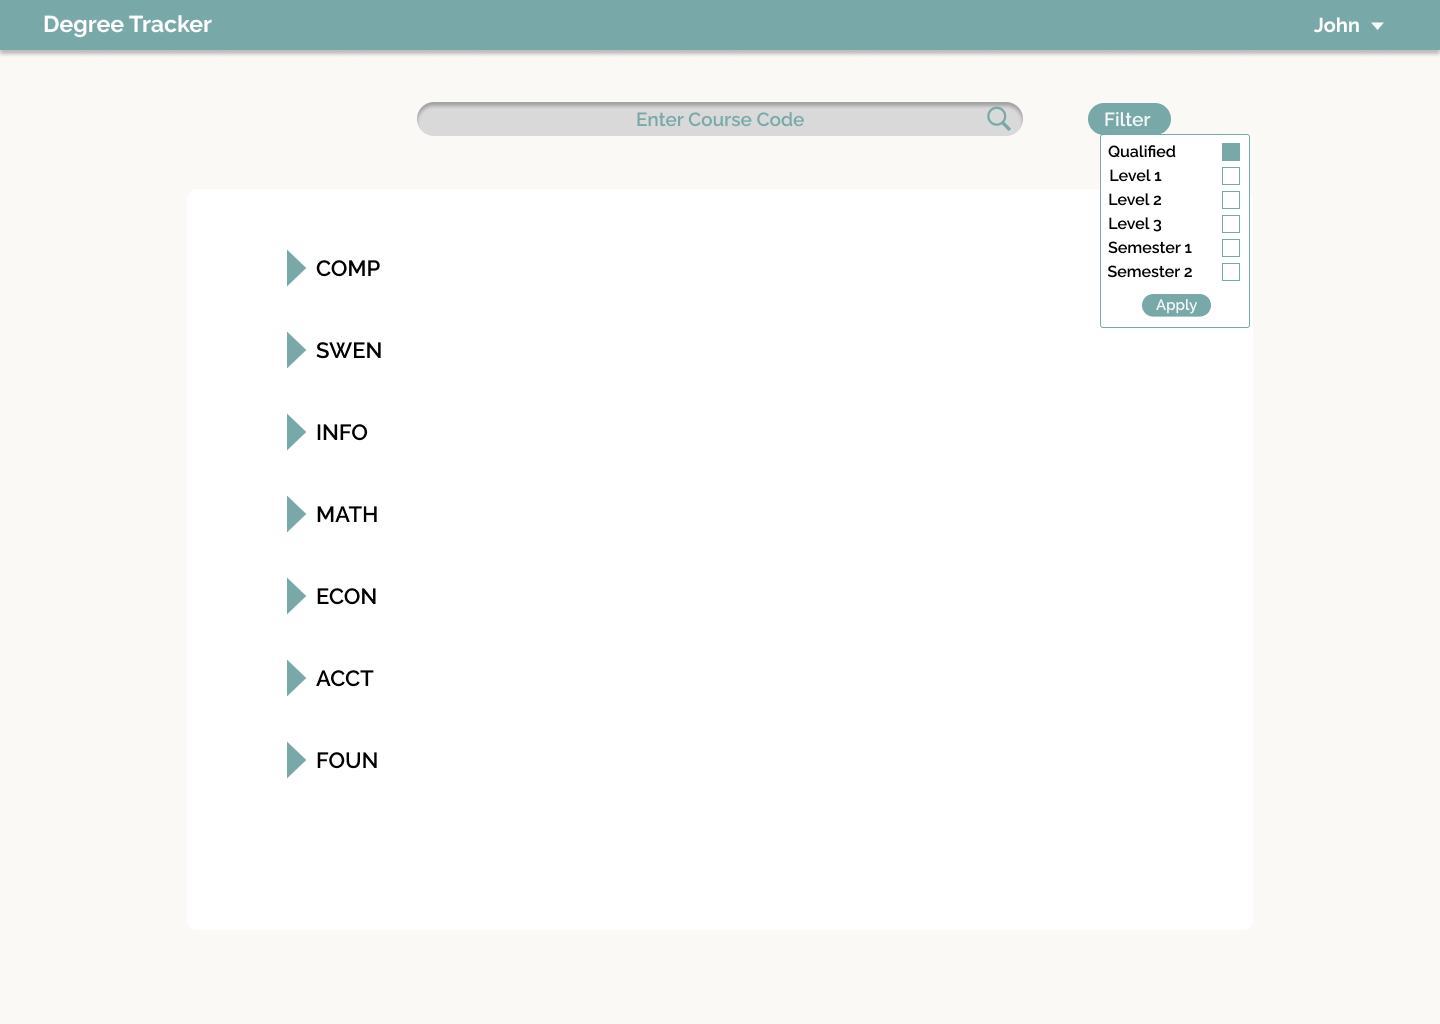 Degree Tracker
John
Enter Course Code
Filter
Qualified
Level 1
Level 2
Level 3
Semester 1
Semester 2
Apply
COMP
SWEN
INFO
MATH
ECON
ACCT
FOUN